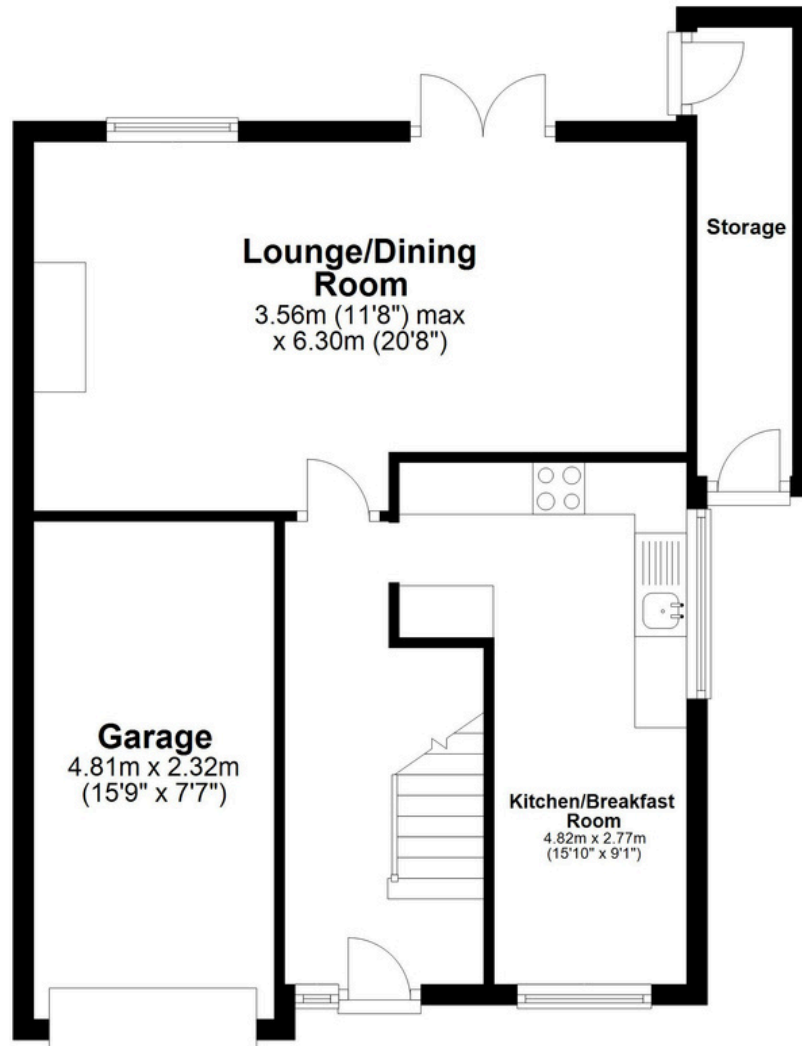 Storage
Lounge/Dining
Room
3.56m (11'8") max
x 6.30m (20'8")
Garage
4.81m x 2.32m
(15'9" x 7'7")
Kitchen/Breakfast
Room
4.82m x 2.77m
(15'10" x 9'1")